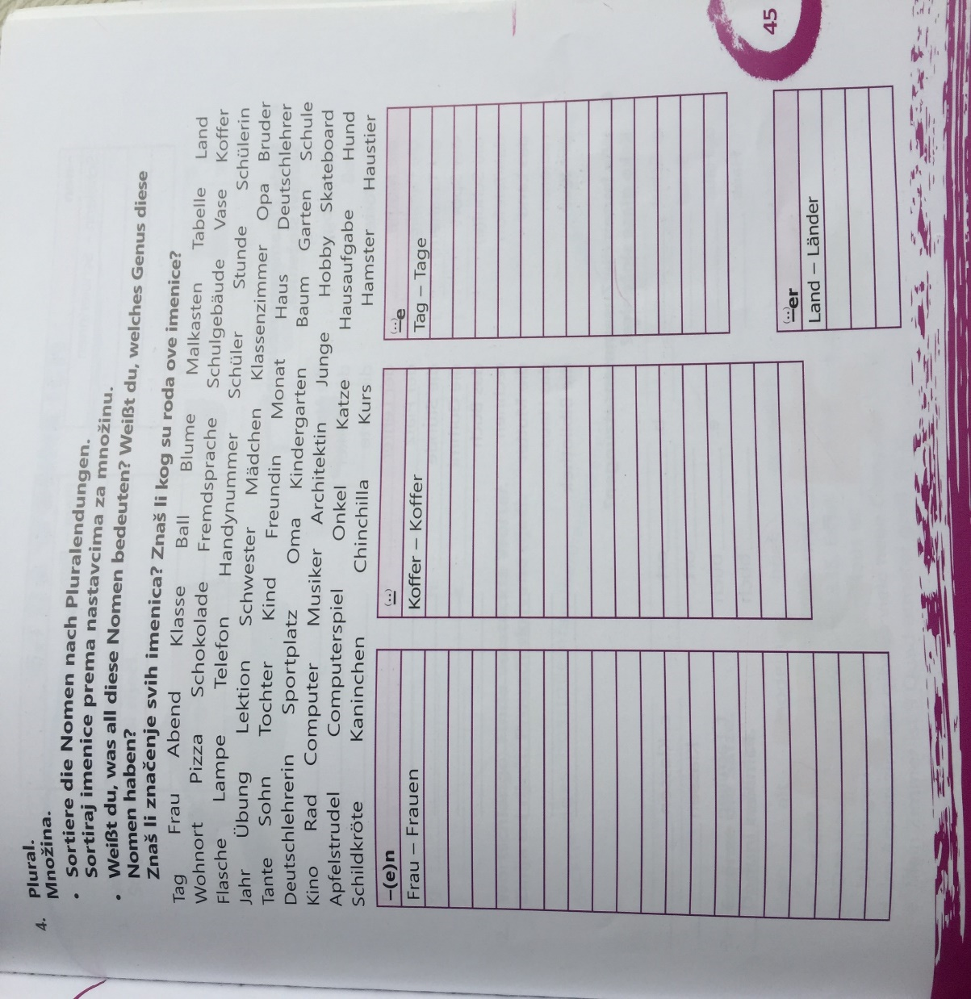 4. Plural.
Množina.
• Sortiere die Nomen nach Pluralendungen.
Sortiraj imenice prema nastavcima za množinu.
• Weißt du, was all diese Nomen bedeuten? Weißt du, welches Genus diese
Nomen haben?
Znaš li značenje svih imenica? Znaš li kog su roda ove imenice?
Tag Frau Abend Klasse Ball Blume Malkasten Tabelle Land
Wohnort Pizza Schokolade Fremdsprache Schulgebäude Vase Koffer
Flasche Lampe Telefon Handynummer Schüler Stunde Schülerin
Jahr Übung Lektion Schwester Mädchen Klassenzimmer Opa Bruder
Tante Sohn Tochter Kind Freundin Monat Haus Deutschlehrer
Deutschlehrerin Sportplatz Oma Kindergarten Baum Garten Schule
Kino Rad Computer Musiker Architektin Junge Hobby Skateboard
Apfelstrudel Computerspiel Onkel Katze Hausaufgabe Hund
Schildkröte Kaninchen Chinchilla Kurs Hamster Haustier
–(e)n
Frau – Frauen
(¨)
Koffer – Koffer
(¨)e
Tag – Tage
(¨)er
Land – Länder
45